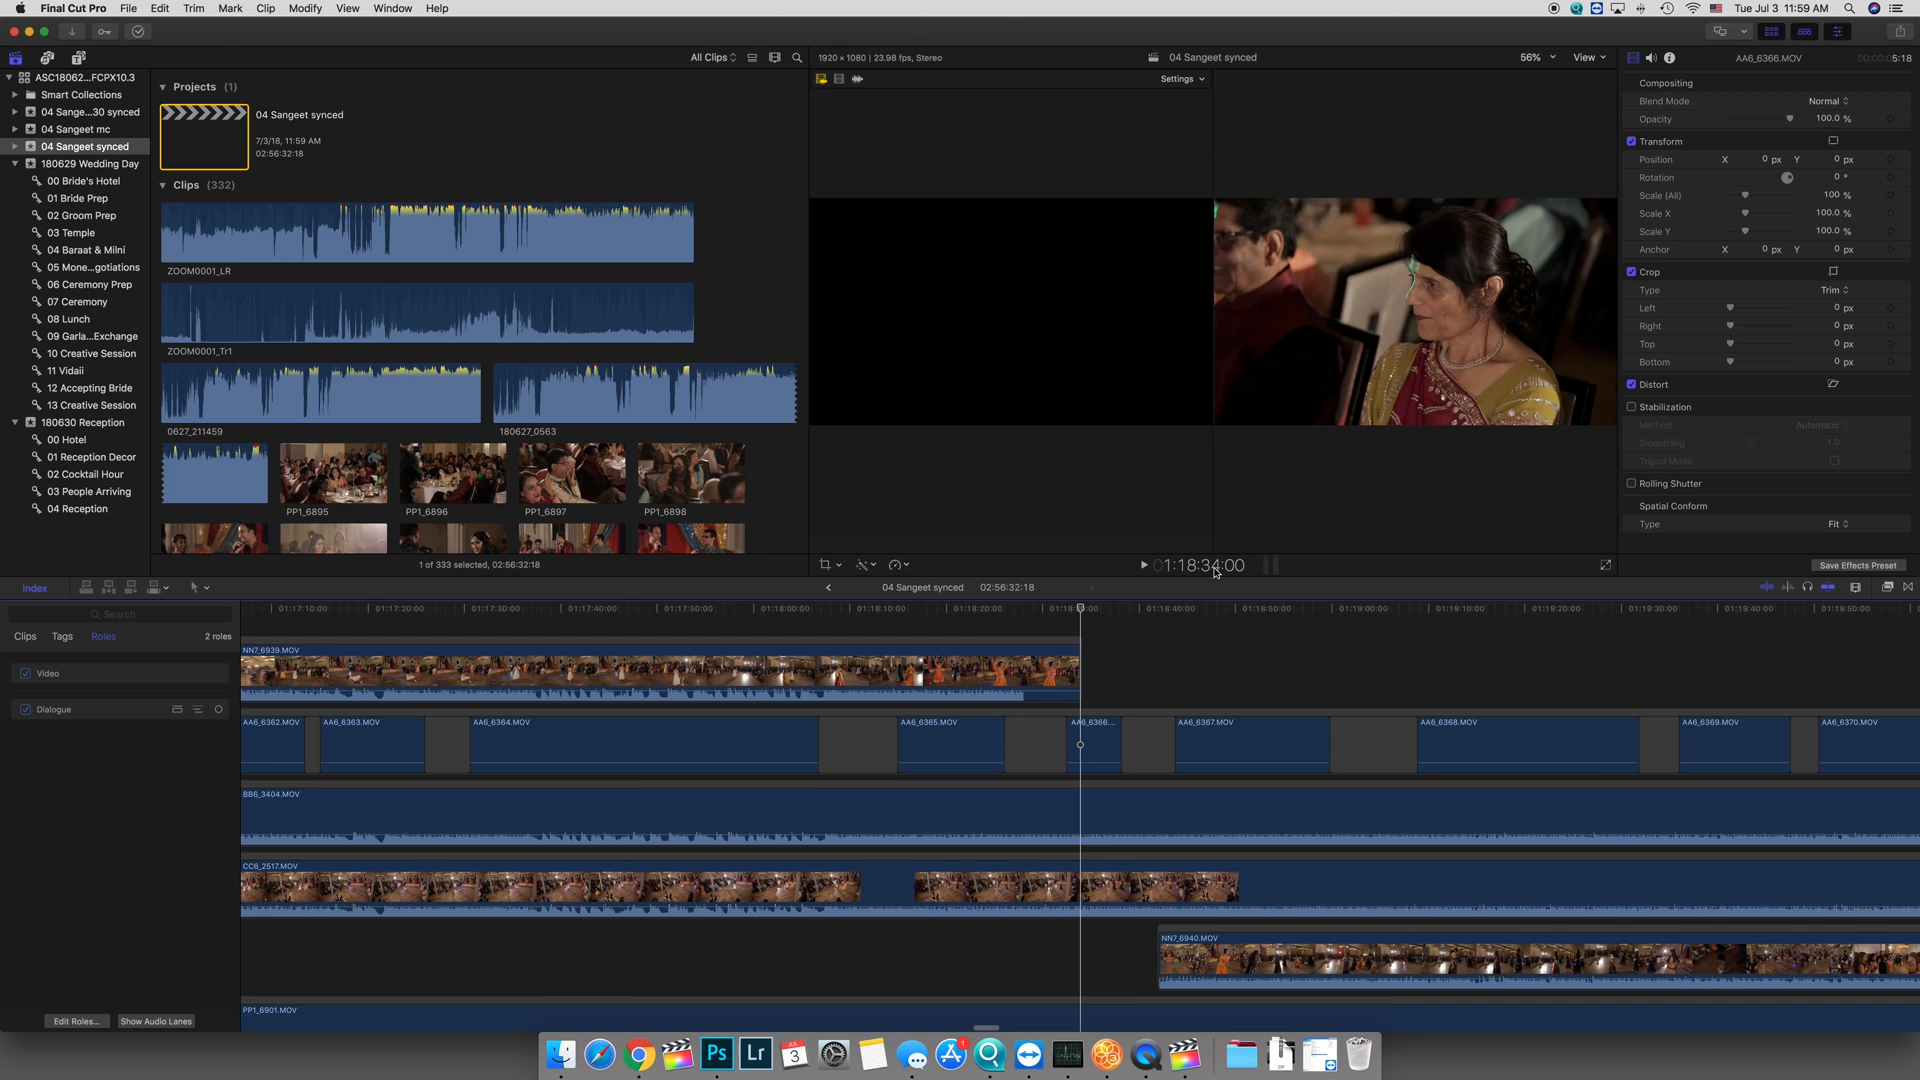 Final Cut Pro File Edit Trim Mark Clip Modify View Window Help
Tue Jul 3 11:59 AM
All Clips
1920 × 1080 | 23.98 fps, Stereo
04 Sangeet synced
56%
View
AA6_6366.MOV
00:00:05:18
ASC18062...FCPX10.3
Smart Collections
04 Sange...30 synced
04 Sangeet mc
04 Sangeet synced
180629 Wedding Day
00 Bride's Hotel
01 Bride Prep
02 Groom Prep
03 Temple
04 Baraat & Milni
05 Mone...gotiations
06 Ceremony Prep
07 Ceremony
08 Lunch
09 Garla...Exchange
10 Creative Session
11 Vidaii
12 Accepting Bride
13 Creative Session
180630 Reception
00 Hotel
01 Reception Decor
02 Cocktail Hour
03 People Arriving
04 Reception
Projects (1)
04 Sangeet synced
7/3/18, 11:59 AM
02:56:32:18
Clips (332)
ZOOM0001_LR
ZOOM0001_Tr1
0627_211459
180627_0563
PP1_6895
PP1_6896
PP1_6897
PP1_6898
1 of 333 selected, 02:56:32:18
Settings
01:18:34:00
Compositing
Blend Mode Normal
Opacity 100.0 %
Transform
Position X 0 px Y 0 px
Rotation 0 °
Scale (All) 100 %
Scale X 100.0 %
Scale Y 100.0 %
Anchor X 0 px Y 0 px
Crop
Type Trim
Left 0 px
Right 0 px
Top 0 px
Bottom 0 px
Distort
Stabilization
Method Automatic
Smoothing 1.0
Tripod Mode
Rolling Shutter
Spatial Conform
Type Fit
Save Effects Preset
Index
04 Sangeet synced 02:56:32:18
Search
Clips Tags Roles 2 roles
Video
Dialogue
Edit Roles...
Show Audio Lanes
01:17:10:00 01:17:20:00 01:17:30:00 01:17:40:00 01:17:50:00 01:18:00:00 01:18:10:00 01:18:20:00 01:18:40:00 01:18:50:00 01:19:00:00 01:19:10:00 01:19:20:00 01:19:30:00 01:19:40:00 01:19:50:00
NN7_6939.MOV
AA6_6362.MOV AA6_6363.MOV AA6_6364.MOV AA6_6365.MOV AA6_6366.... AA6_6367.MOV AA6_6368.MOV AA6_6369.MOV AA6_6370.MOV
BB6_3404.MOV
CC6_2517.MOV
NN7_6940.MOV
PP1_6901.MOV
Ps
Lr
JUL
3
1
ZIP